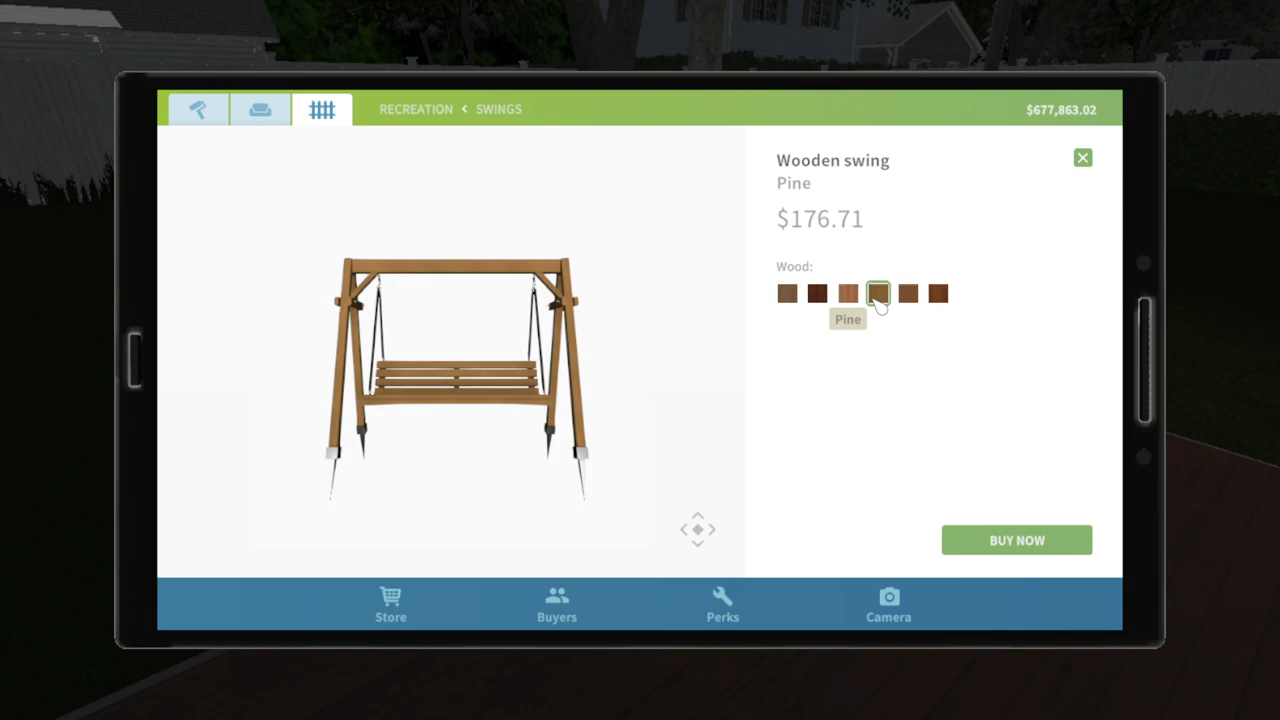 RECREATION < SWINGS
$677,863.02
Wooden swing
Pine
$176.71
Wood:
Pine
BUY NOW
Store
Buyers
Perks
Camera